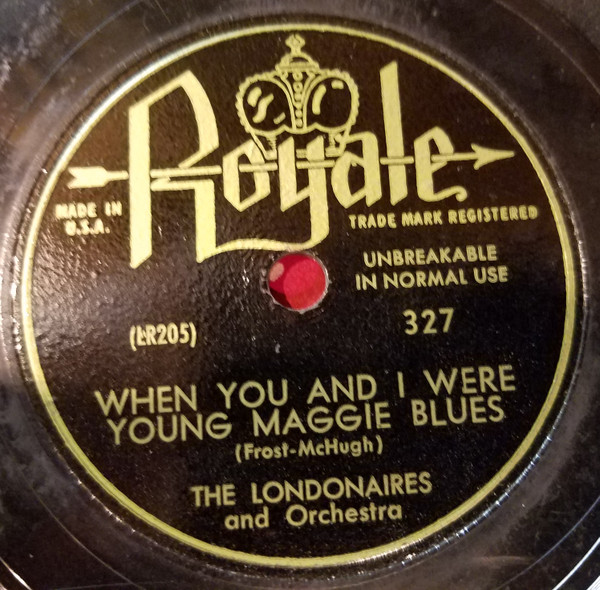 Royale
MADE IN
U.S.A.
TRADE MARK REGISTERED
UNBREAKABLE
IN NORMAL USE
(LR205)
327
WHEN YOU AND I WERE
YOUNG MAGGIE BLUES
(Frost-McHugh)
THE LONDONAIRES
and Orchestra